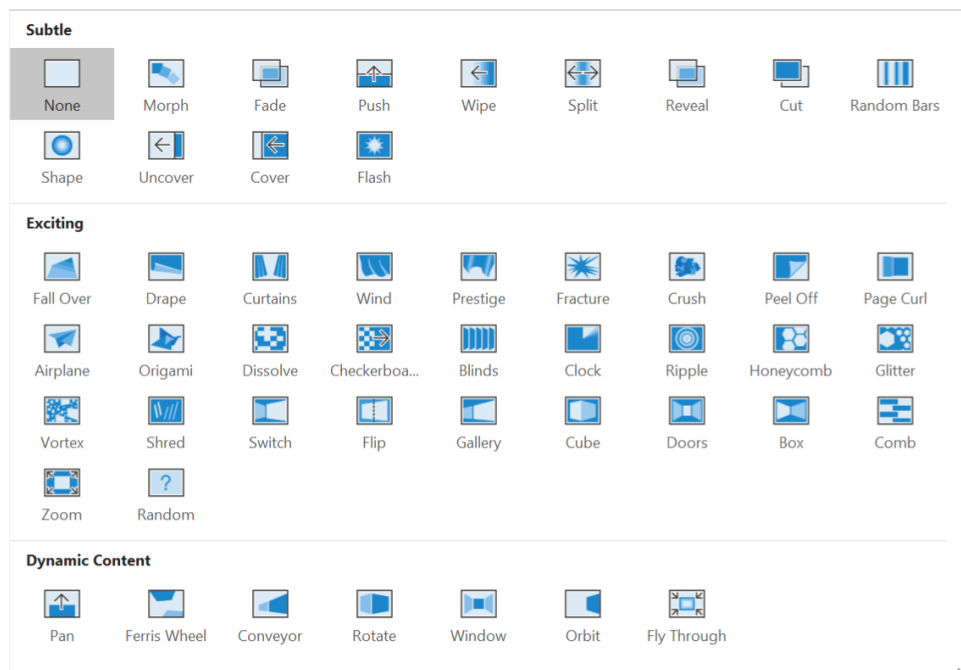 Subtle
None Morph Fade Push Wipe Split Reveal Cut Random Bars
Shape Uncover Cover Flash
Exciting
Fall Over Drape Curtains Wind Prestige Fracture Crush Peel Off Page Curl
Airplane Origami Dissolve Checkerboa... Blinds Clock Ripple Honeycomb Glitter
Vortex Shred Switch Flip Gallery Cube Doors Box Comb
?
Zoom Random
Dynamic Content
Pan Ferris Wheel Conveyor Rotate Window Orbit Fly Through